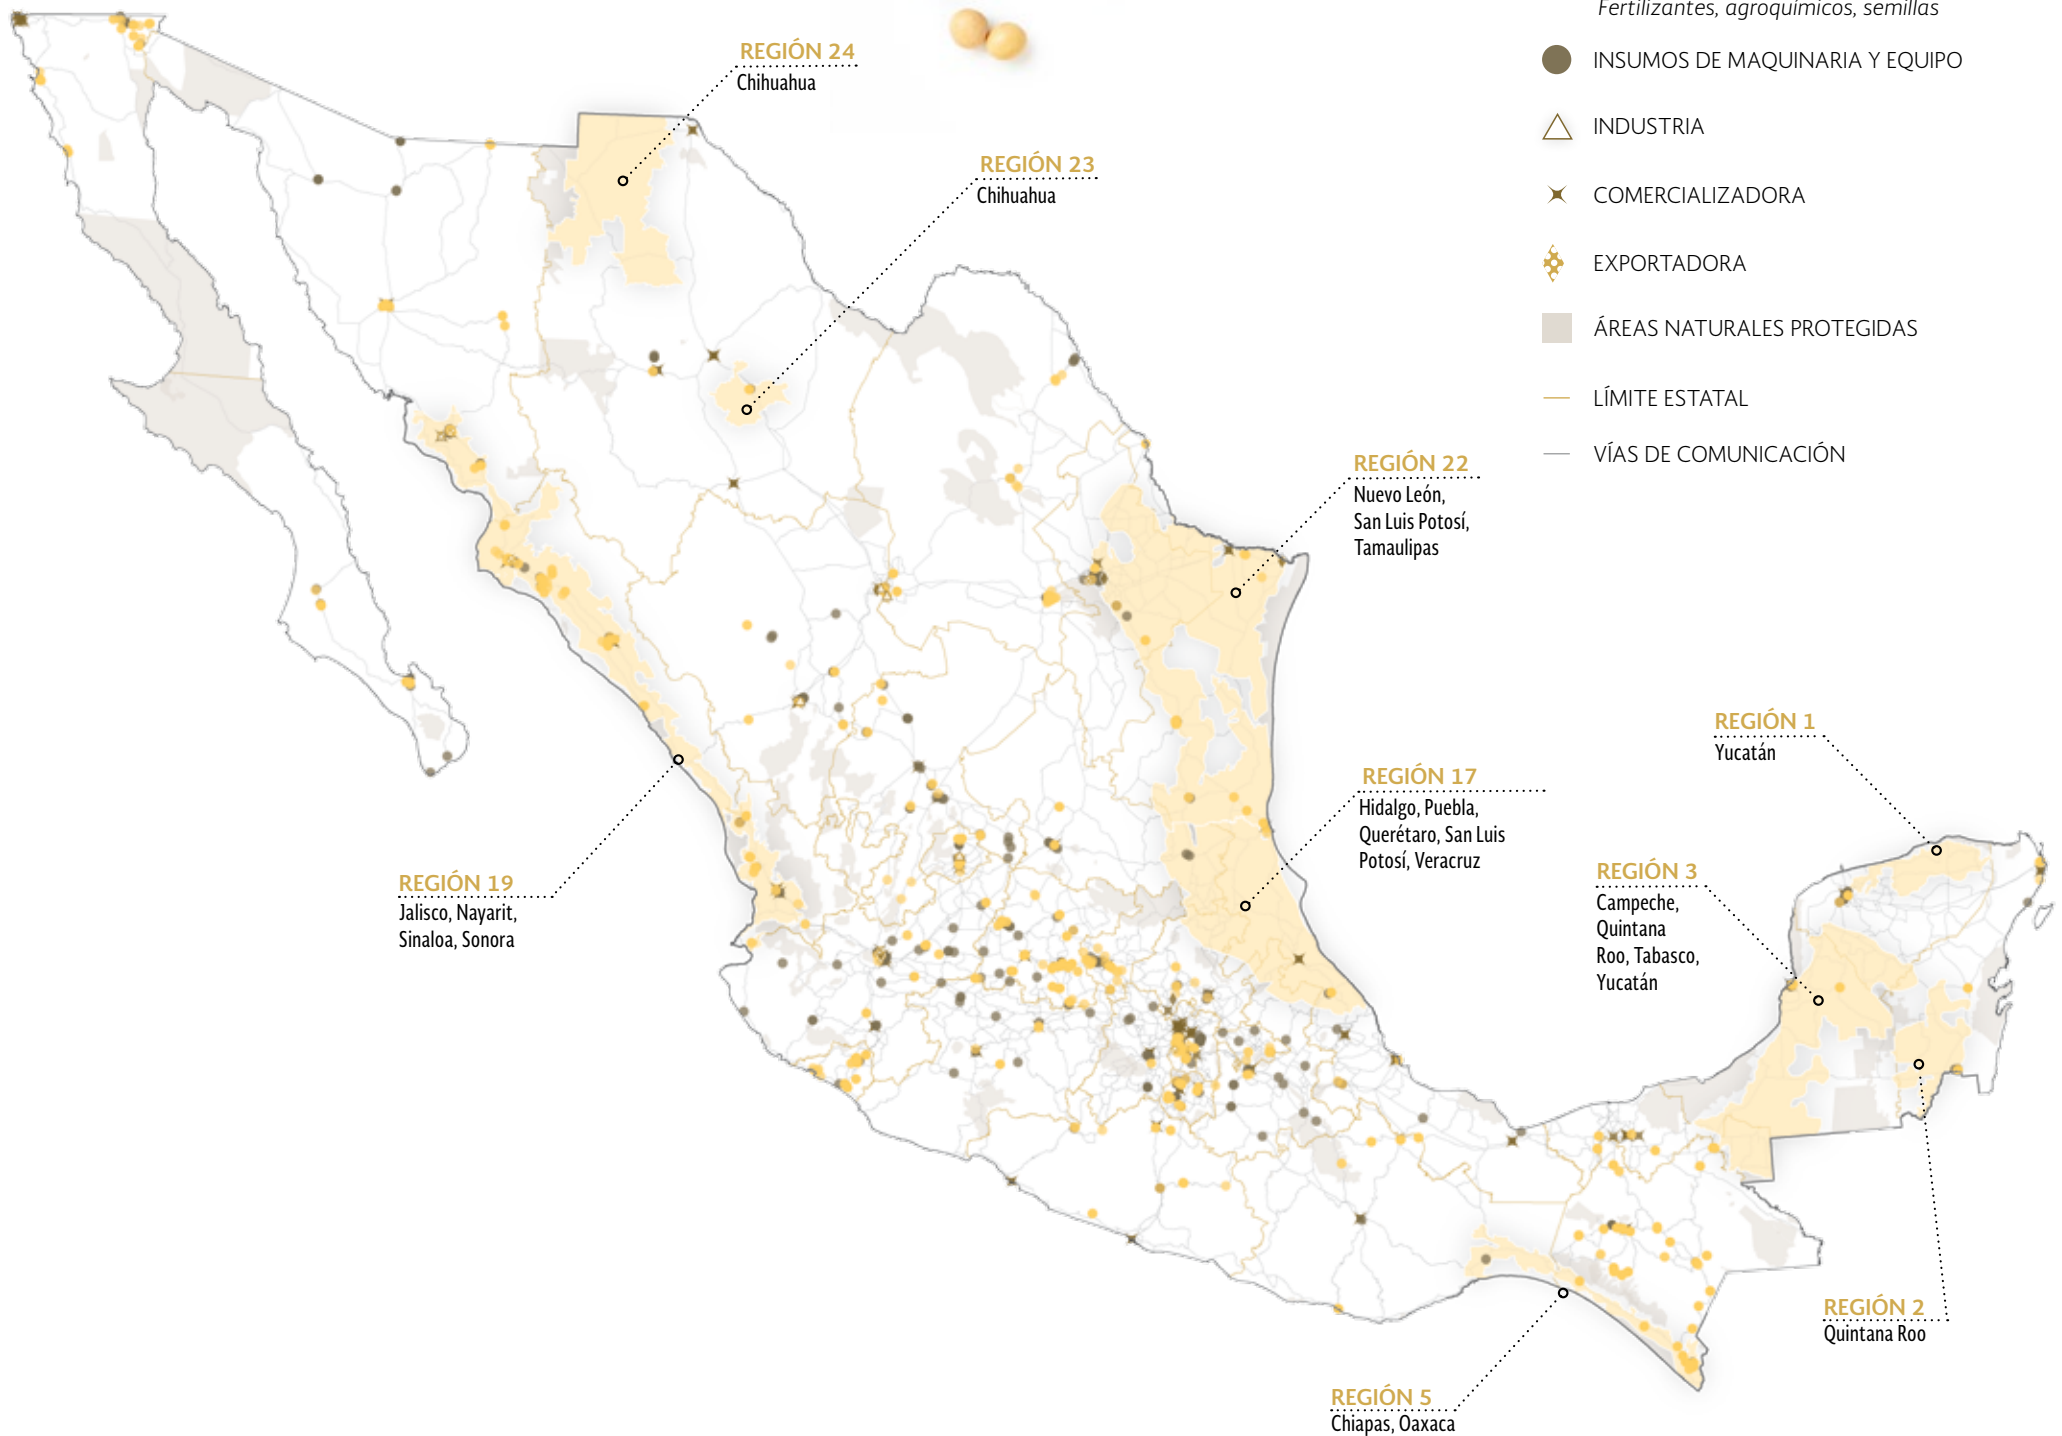 Fertilizantes, agroquímicos, semillas
INSUMOS DE MAQUINARIA Y EQUIPO
INDUSTRIA
COMERCIALIZADORA
EXPORTADORA
ÁREAS NATURALES PROTEGIDAS
LÍMITE ESTATAL
VÍAS DE COMUNICACIÓN
REGIÓN 24
Chihuahua
REGIÓN 23
Chihuahua
REGIÓN 22
Nuevo León,
San Luis Potosí,
Tamaulipas
REGIÓN 1
Yucatán
REGIÓN 17
Hidalgo, Puebla,
Querétaro, San Luis
Potosí, Veracruz
REGIÓN 3
Campeche,
Quintana
Roo, Tabasco,
Yucatán
REGIÓN 19
Jalisco, Nayarit,
Sinaloa, Sonora
REGIÓN 2
Quintana Roo
REGIÓN 5
Chiapas, Oaxaca